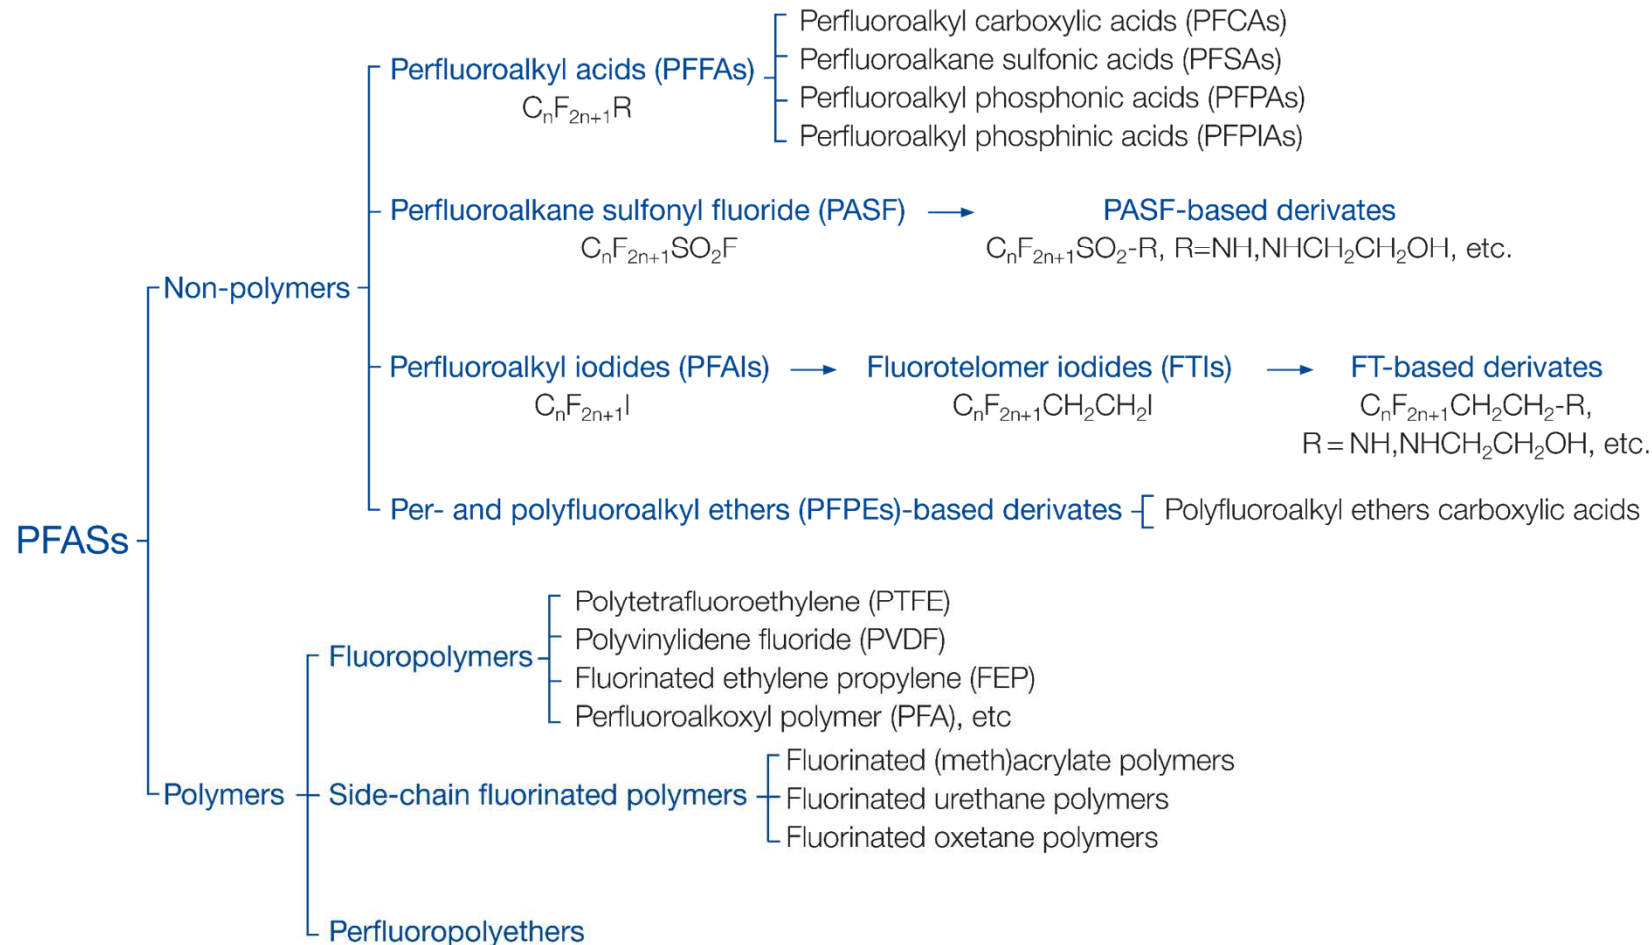 PFASs
Non-polymers
Perfluoroalkyl acids (PFFAs)
CnF2n+1R
Perfluoroalkyl carboxylic acids (PFCAs)
Perfluoroalkane sulfonic acids (PFSAs)
Perfluoroalkyl phosphonic acids (PFPAs)
Perfluoroalkyl phosphinic acids (PFPIAs)
Perfluoroalkane sulfonyl fluoride (PASF)
CnF2n+1SO2F
PASF-based derivates
CnF2n+1SO2-R, R=NH,NHCH2CH2OH, etc.
Perfluoroalkyl iodides (PFAIs)
CnF2n+1I
Fluorotelomer iodides (FTIs)
CnF2n+1CH2CH2I
FT-based derivates
CnF2n+1CH2CH2-R,
R=NH,NHCH2CH2OH, etc.
Per- and polyfluoroalkyl ethers (PFPEs)-based derivates
Polyfluoroalkyl ethers carboxylic acids
Polymers
Fluoropolymers
Polytetrafluoroethylene (PTFE)
Polyvinylidene fluoride (PVDF)
Fluorinated ethylene propylene (FEP)
Perfluoroalkoxyl polymer (PFA), etc
Side-chain fluorinated polymers
Fluorinated (meth)acrylate polymers
Fluorinated urethane polymers
Fluorinated oxetane polymers
Perfluoropolyethers